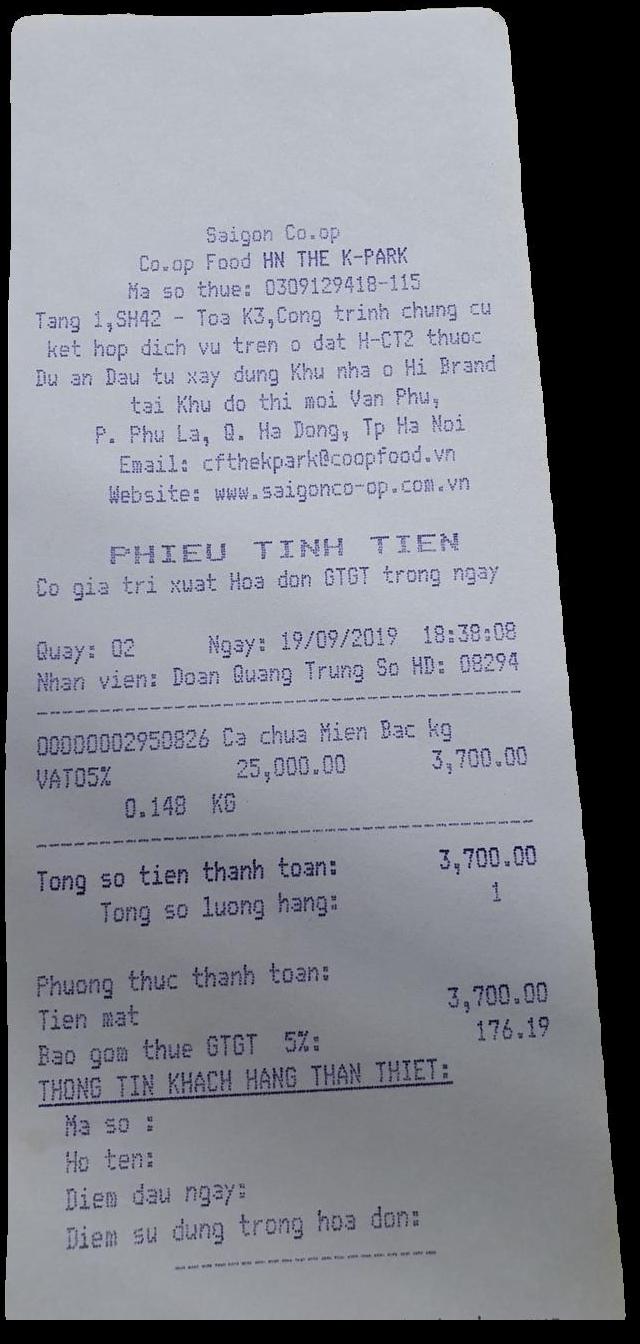 Saigon Co.op
Co.op Food HN THE K-PARK
Ma so thue: 0309129418-115
Tang 1,SH42 - Toa K3,Cong trinh chung cu
ket hop dich vu tren o dat H-CT2 thuoc
Du an Dau tu xay dung Khu nha o Hi Brand
tai Khu do thi moi Van Phu,
P. Phu La, Q. Ha Dong, Tp Ha Noi
Email: cfthekpark@coopfood.vn
Website: www.saigonco-op.com.vn
PHIEU TINH TIEN
Co gia tri xuat Hoa don GTGT trong ngay
Quay: 02 Ngay: 19/09/2019 18:38:08
Nhan vien: Doan Quang Trung So HD: 08294
00000002950826 Ca chua Mien Bac kg
VAT05% 25,000.00 3,700.00
0.148 KG
Tong so tien thanh toan: 3,700.00
Tong so luong hang: 1
Phuong thuc thanh toan:
Tien mat 3,700.00
Bao gom thue GTGT 5%: 176.19
THONG TIN KHACH HANG THAN THIET:
Ma so :
Ho ten:
Diem dau ngay:
Diem su dung trong hoa don: